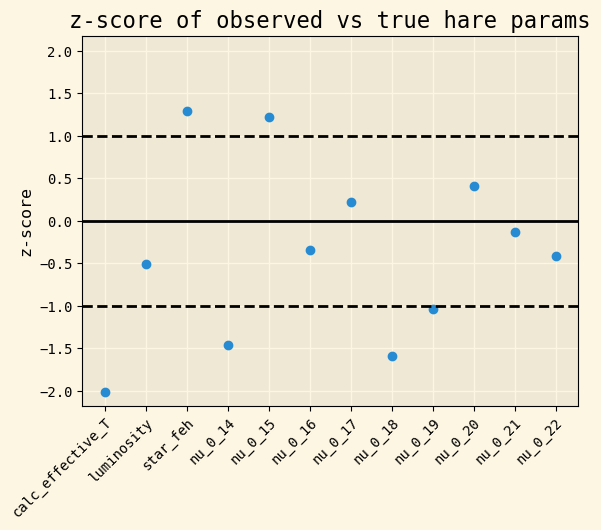 z-score of observed vs true hare params
z-score
2.0
1.5
1.0
0.5
0.0
−0.5
−1.0
−1.5
−2.0
calc_effective_T
luminosity
star_feh
nu_0_14
nu_0_15
nu_0_16
nu_0_17
nu_0_18
nu_0_19
nu_0_20
nu_0_21
nu_0_22